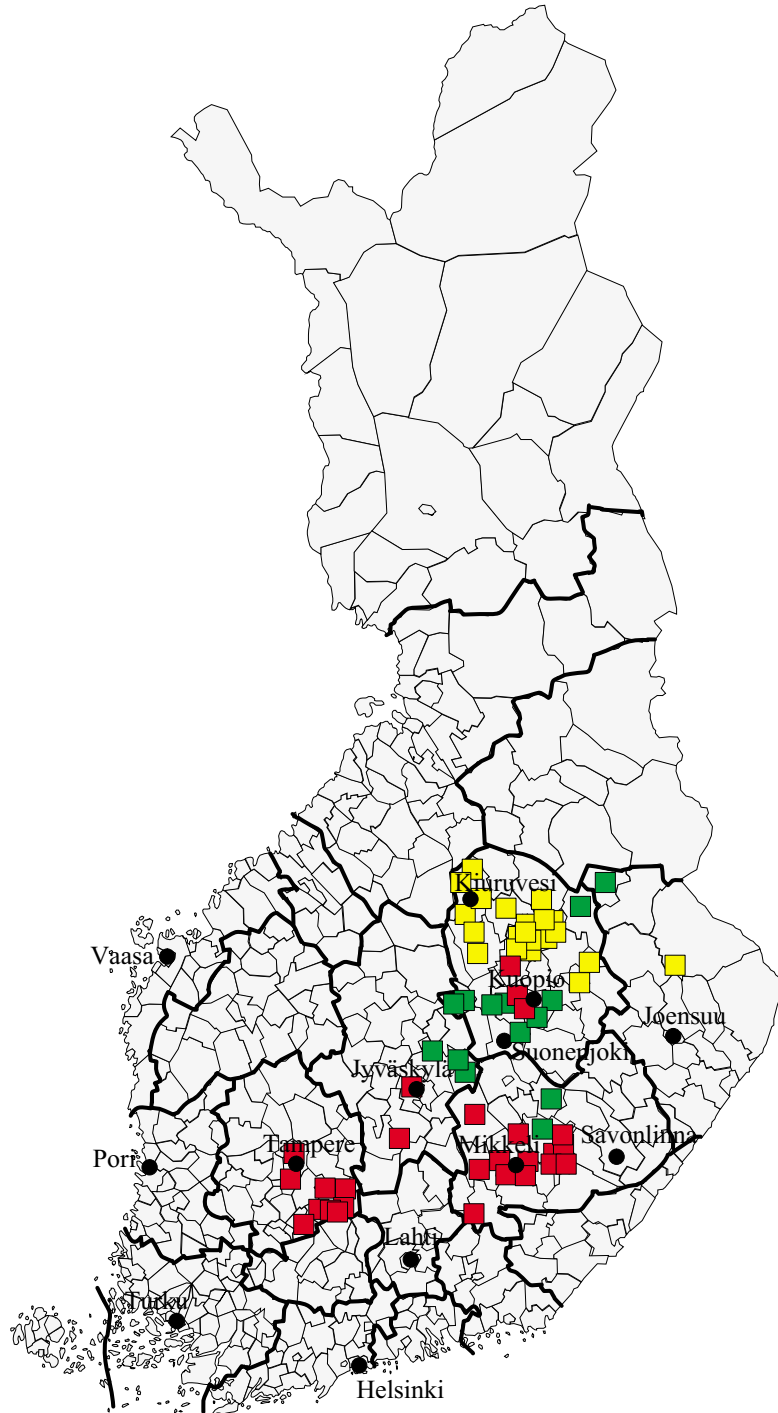 Kiuruvesi
Vaasa
Kuopio
Joensuu
Suonenjoki
Jyväskylä
Tampere
Mikkeli
Savonlinna
Pori
Lahti
Turku
Helsinki